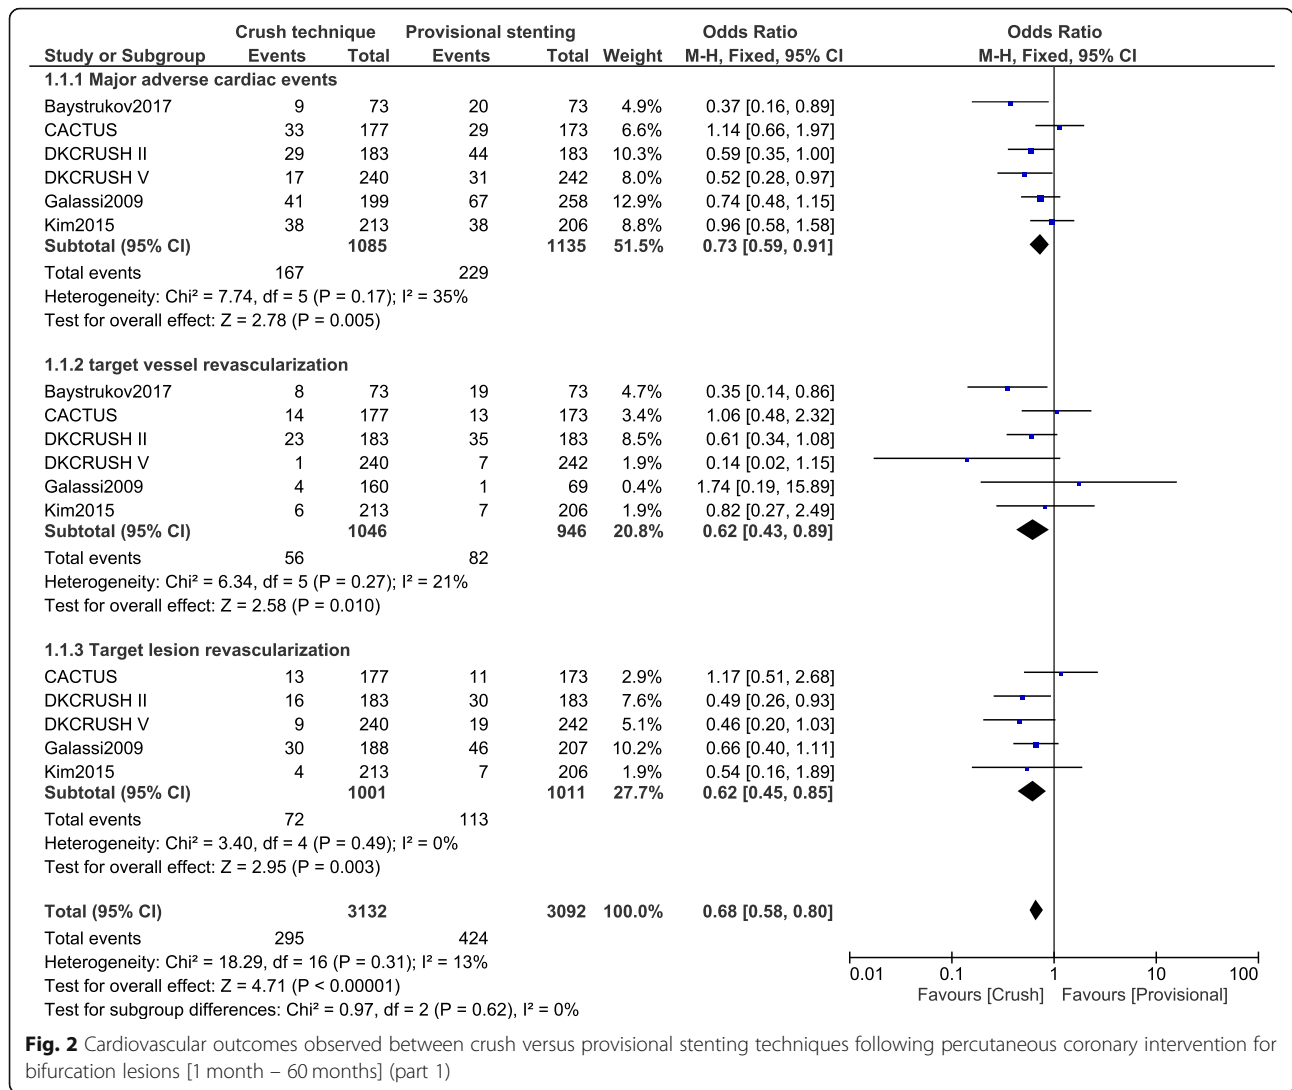 Crush technique Provisional stenting Odds Ratio Odds Ratio
Study or Subgroup Events Total Events Total Weight M-H, Fixed, 95% CI M-H, Fixed, 95% CI
1.1.1 Major adverse cardiac events
Baystrukov2017 9 73 20 73 4.9% 0.37 [0.16, 0.89]
CACTUS 33 177 29 173 6.6% 1.14 [0.66, 1.97]
DKCRUSH II 29 183 44 183 10.3% 0.59 [0.35, 1.00]
DKCRUSH V 17 240 31 242 8.0% 0.52 [0.28, 0.97]
Galassi2009 41 199 67 258 12.9% 0.74 [0.48, 1.15]
Kim2015 38 213 38 206 8.8% 0.96 [0.58, 1.58]
Subtotal (95% CI) 1085 1135 51.5% 0.73 [0.59, 0.91]
Total events 167 229
Heterogeneity: Chi² = 7.74, df = 5 (P = 0.17); I² = 35%
Test for overall effect: Z = 2.78 (P = 0.005)
1.1.2 target vessel revascularization
Baystrukov2017 8 73 19 73 4.7% 0.35 [0.14, 0.86]
CACTUS 14 177 13 173 3.4% 1.06 [0.48, 2.32]
DKCRUSH II 23 183 35 183 8.5% 0.61 [0.34, 1.08]
DKCRUSH V 1 240 7 242 1.9% 0.14 [0.02, 1.15]
Galassi2009 4 160 1 69 0.4% 1.74 [0.19, 15.89]
Kim2015 6 213 7 206 1.9% 0.82 [0.27, 2.49]
Subtotal (95% CI) 1046 946 20.8% 0.62 [0.43, 0.89]
Total events 56 82
Heterogeneity: Chi² = 6.34, df = 5 (P = 0.27); I² = 21%
Test for overall effect: Z = 2.58 (P = 0.010)
1.1.3 Target lesion revascularization
CACTUS 13 177 11 173 2.9% 1.17 [0.51, 2.68]
DKCRUSH II 16 183 30 183 7.6% 0.49 [0.26, 0.93]
DKCRUSH V 9 240 19 242 5.1% 0.46 [0.20, 1.03]
Galassi2009 30 188 46 207 10.2% 0.66 [0.40, 1.11]
Kim2015 4 213 7 206 1.9% 0.54 [0.16, 1.89]
Subtotal (95% CI) 1001 1011 27.7% 0.62 [0.45, 0.85]
Total events 72 113
Heterogeneity: Chi² = 3.40, df = 4 (P = 0.49); I² = 0%
Test for overall effect: Z = 2.95 (P = 0.003)
Total (95% CI) 3132 3092 100.0% 0.68 [0.58, 0.80]
Total events 295 424
Heterogeneity: Chi² = 18.29, df = 16 (P = 0.31); I² = 13%
Test for overall effect: Z = 4.71 (P < 0.00001)
Test for subgroup differences: Chi² = 0.97, df = 2 (P = 0.62), I² = 0%
0.01 0.1 1 10 100
Favours [Crush] Favours [Provisional]
Fig. 2 Cardiovascular outcomes observed between crush versus provisional stenting techniques following percutaneous coronary intervention for
bifurcation lesions [1 month – 60 months] (part 1)